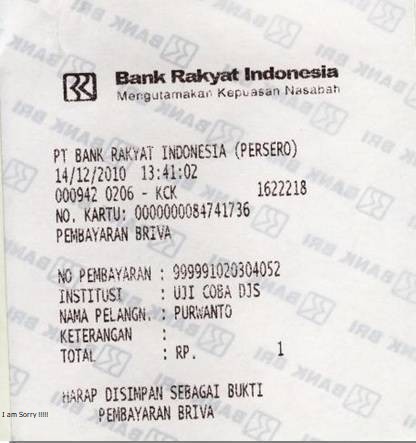 Bank Rakyat Indonesia
Mengutamakan Kepuasan Nasabah
PT BANK RAKYAT INDONESIA (PERSERO)
14/12/2010 13:41:02
000942 0206 - KCK 1622218
NO. KARTU: 0000000084741736
PEMBAYARAN BRIVA
NO PEMBAYARAN : 999991020304052
INSTITUSI : UJI COBA DJS
NAMA PELANGN. : PURWANTO
KETERANGAN :
TOTAL : RP. 1
HARAP DISIMPAN SEBAGAI BUKTI
I am Sorry !!!!!
PEMBAYARAN BRIVA